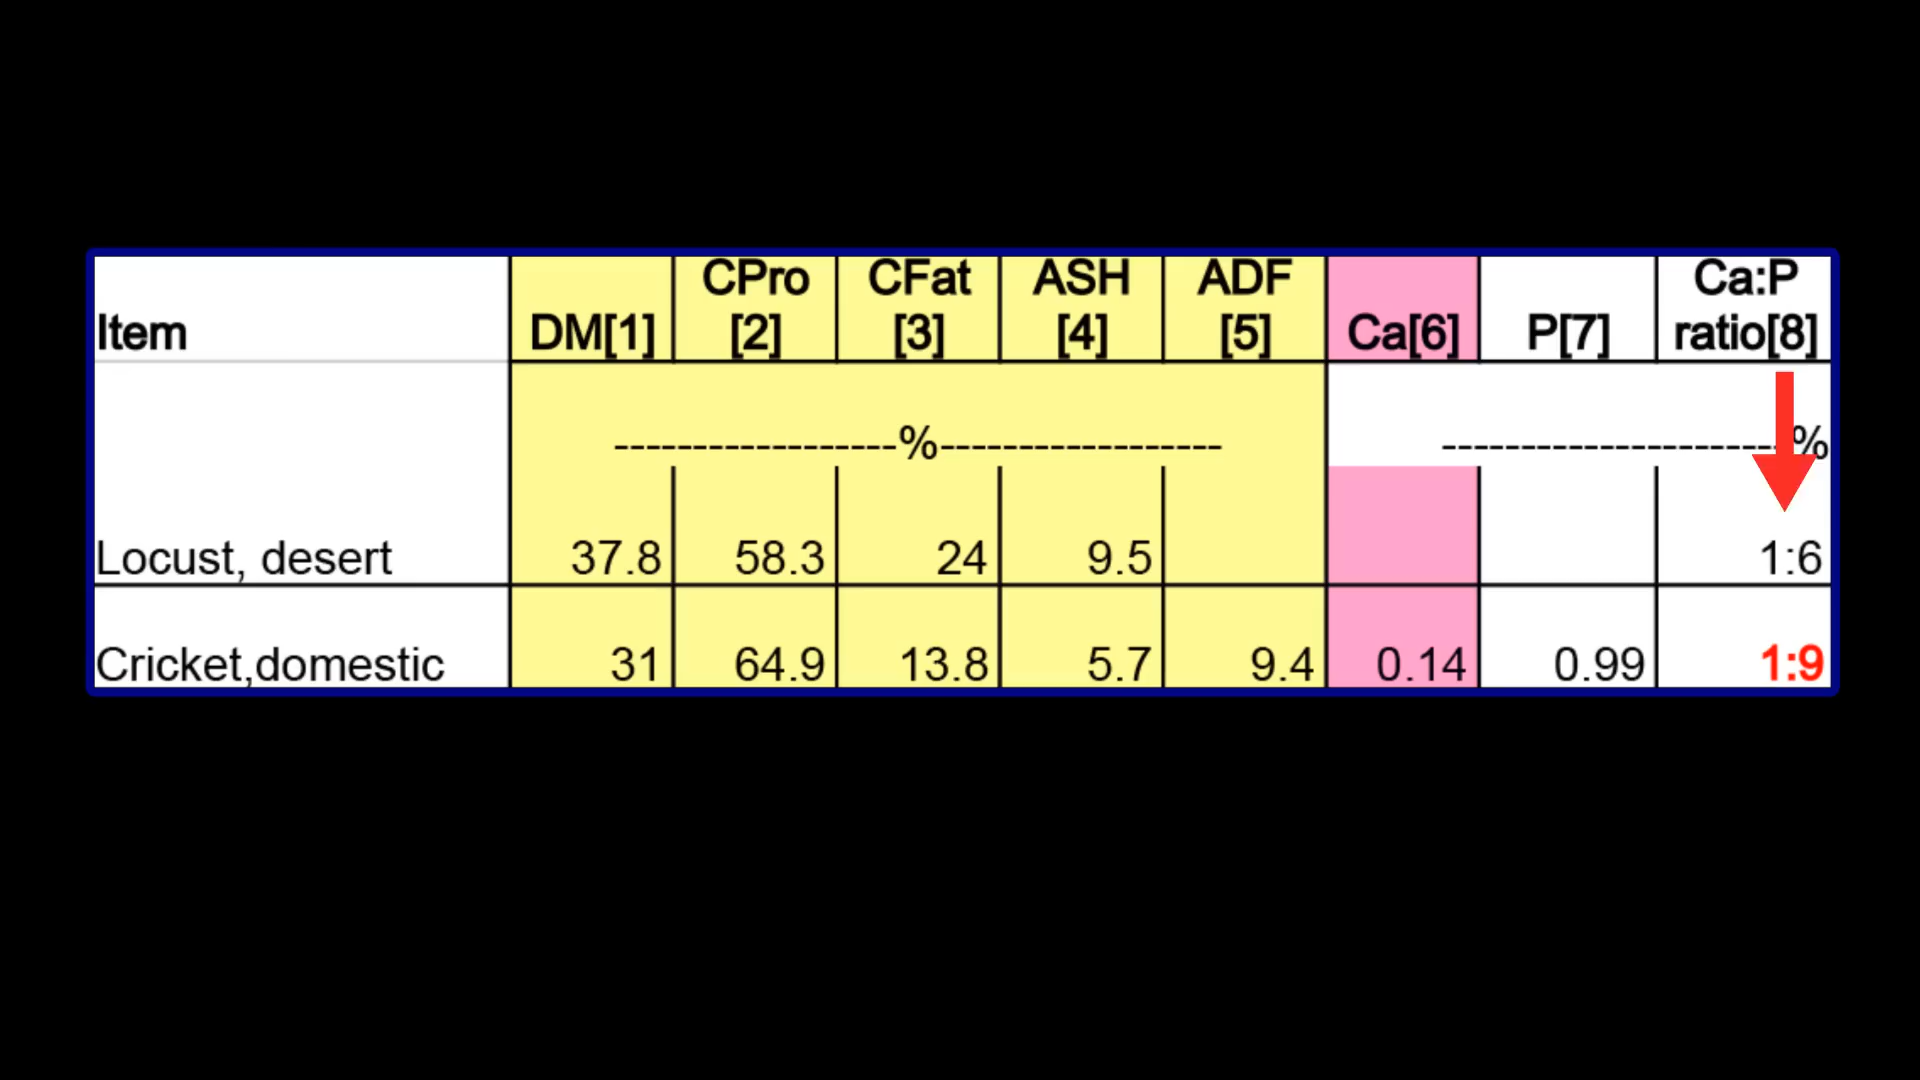 Item DM[1] CPro [2] CFat [3] ASH [4] ADF [5] Ca[6] P[7] Ca:P ratio[8]
------------------%------------------ ----------------------%
Locust, desert 37.8 58.3 24 9.5 1:6
Cricket,domestic 31 64.9 13.8 5.7 9.4 0.14 0.99 1:9